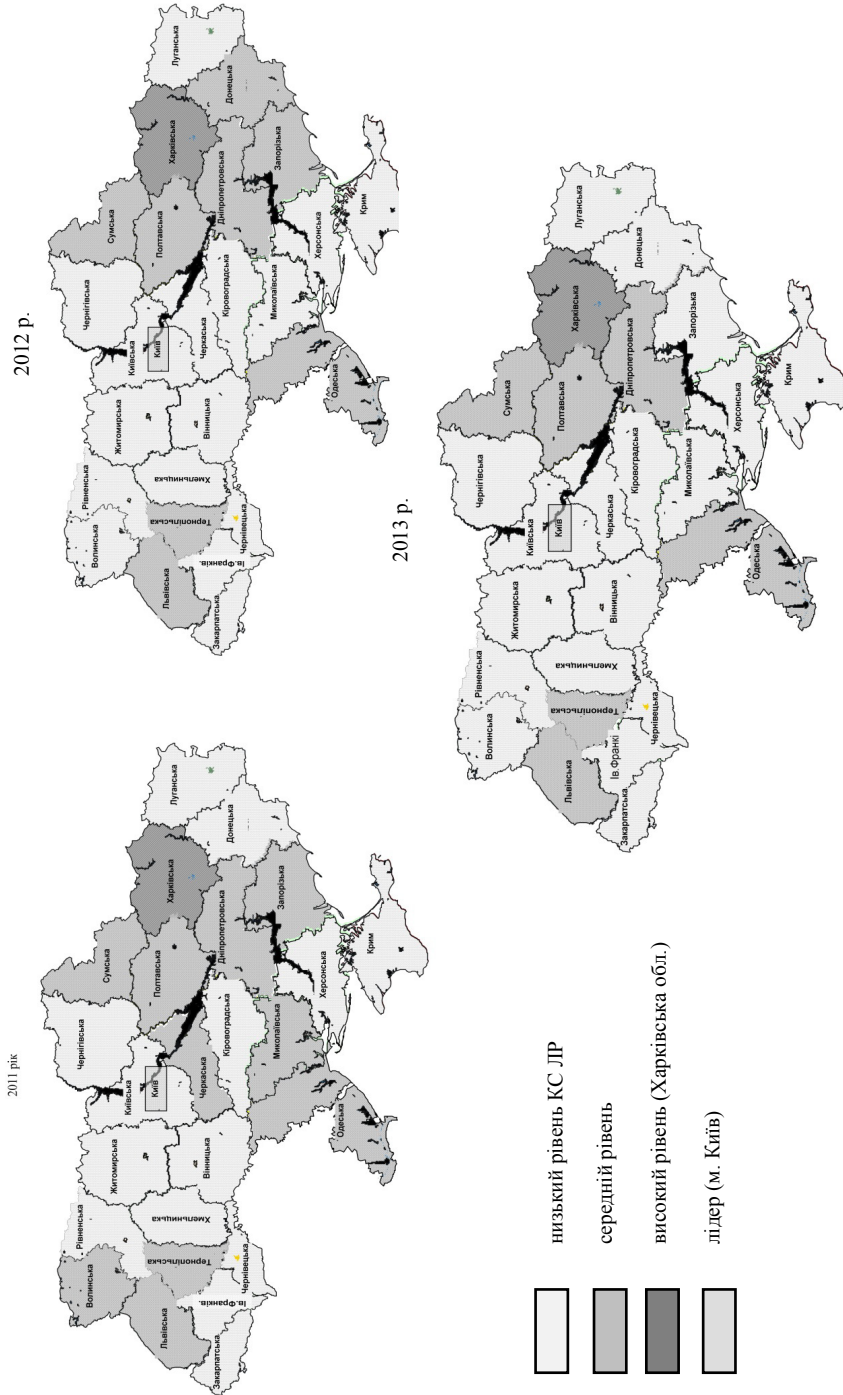 2011 рік
Волинська
Рівненська
Львівська
Тернопільська
Хмельницька
Закарпатська
Ів.Франків.
Чернівецька
Житомирська
Вінницька
Київська
Київ
Чернігівська
Сумська
Черкаська
Полтавська
Харківська
Луганська
Кіровоградська
Дніпропетровська
Донецька
Одеська
Миколаївська
Запорізька
Херсонська
Крим
2012 р.
Волинська
Рівненська
Львівська
Тернопільська
Хмельницька
Закарпатська
Ів.Франків.
Чернівецька
Житомирська
Вінницька
Київська
Київ
Чернігівська
Сумська
Черкаська
Полтавська
Харківська
Луганська
Кіровоградська
Дніпропетровська
Донецька
Одеська
Миколаївська
Запорізька
Херсонська
Крим
2013 р.
Волинська
Рівненська
Львівська
Тернопільська
Хмельницька
Закарпатська
Ів.Франкі
Чернівецька
Житомирська
Вінницька
Київська
Київ
Чернігівська
Сумська
Черкаська
Полтавська
Харківська
Луганська
Кіровоградська
Дніпропетровська
Донецька
Одеська
Миколаївська
Запорізька
Херсонська
Крим
низький рівень КС ЛР
середній рівень
високий рівень (Харківська обл.)
лідер (м. Київ)